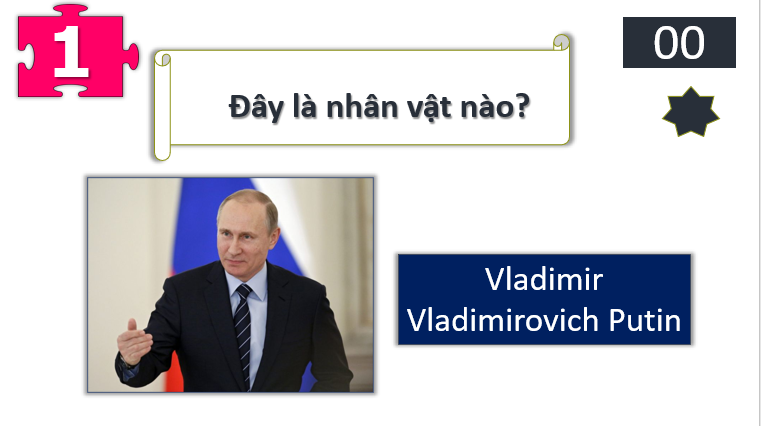 1
00
Đây là nhân vật nào?
Vladimir
Vladimirovich Putin